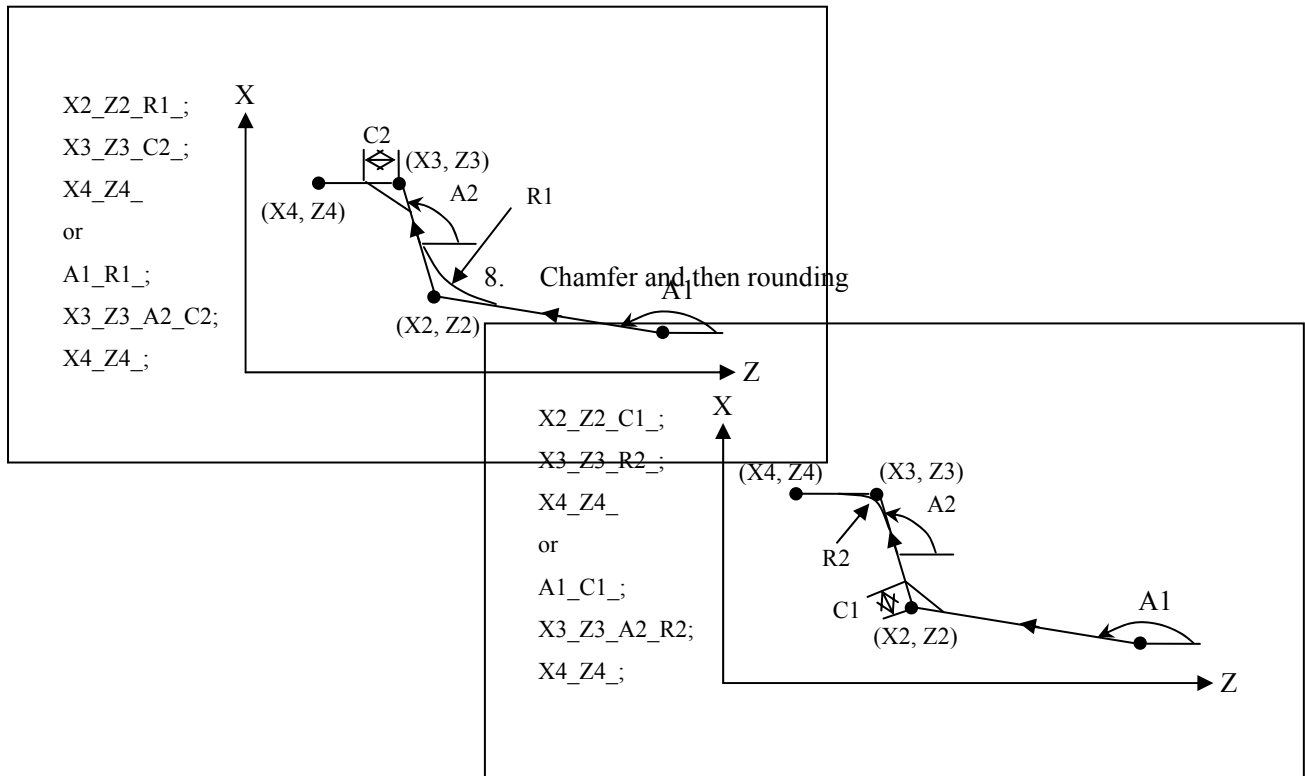 X2_Z2_R1_;
X3_Z3_C2_;
X4_Z4_
or
A1_R1_;
X3_Z3_A2_C2;
X4_Z4_;
X
C2
(X3, Z3)
A2
R1
(X4, Z4)
(X2, Z2)
A1
Z
8. Chamfer and then rounding
X2_Z2_C1_;
X3_Z3_R2_;
X4_Z4_
or
A1_C1_;
X3_Z3_A2_R2;
X4_Z4_;
X
(X4, Z4)
(X3, Z3)
A2
R2
C1
(X2, Z2)
A1
Z